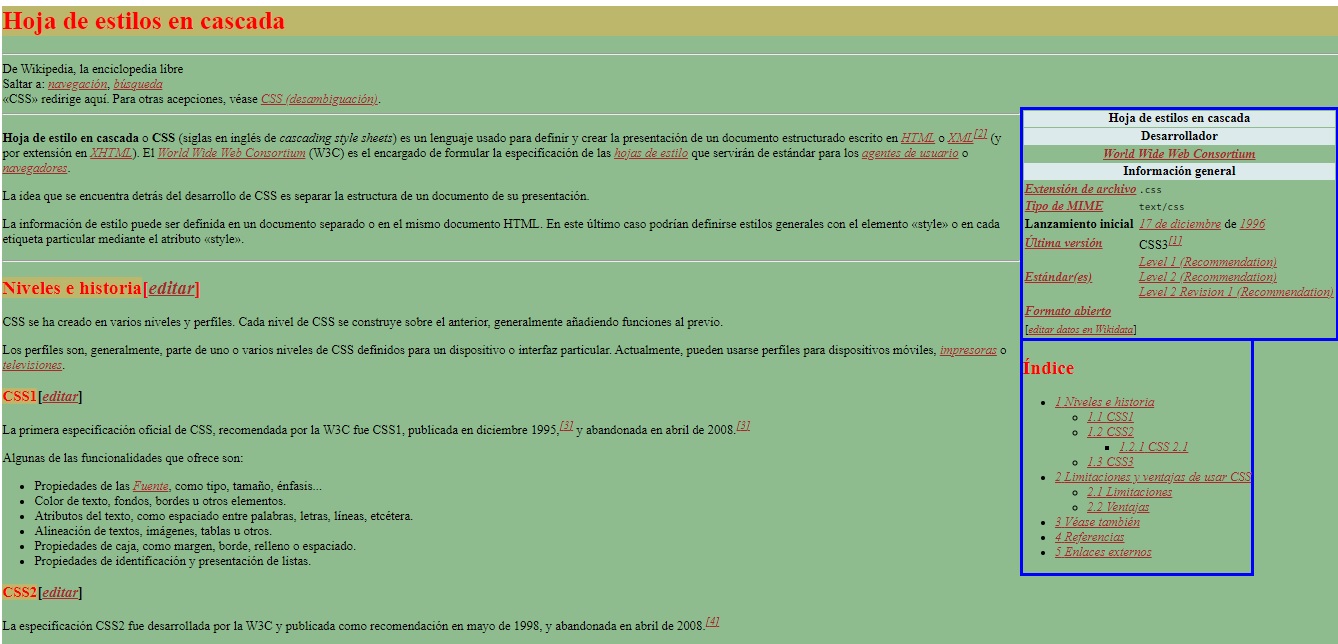 Hoja de estilos en cascada
De Wikipedia, la enciclopedia libre
Saltar a: navegación, búsqueda
«CSS» redirige aquí. Para otras acepciones, véase CSS (desambiguación).
Hoja de estilo en cascada o CSS (siglas en inglés de cascading style sheets) es un lenguaje usado para definir y crear la presentación de un documento estructurado escrito en HTML o XML[2] (y
por extensión en XHTML). El World Wide Web Consortium (W3C) es el encargado de formular la especificación de las hojas de estilo que servirán de estándar para los agentes de usuario o
navegadores.
La idea que se encuentra detrás del desarrollo de CSS es separar la estructura de un documento de su presentación.
La información de estilo puede ser definida en un documento separado o en el mismo documento HTML. En este último caso podrían definirse estilos generales con el elemento «style» o en cada
etiqueta particular mediante el atributo «style».
Niveles e historia[editar]
CSS se ha creado en varios niveles y perfiles. Cada nivel de CSS se construye sobre el anterior, generalmente añadiendo funciones al previo.
Los perfiles son, generalmente, parte de uno o varios niveles de CSS definidos para un dispositivo o interfaz particular. Actualmente, pueden usarse perfiles para dispositivos móviles, impresoras o
televisiones.
CSS1[editar]
La primera especificación oficial de CSS, recomendada por la W3C fue CSS1, publicada en diciembre 1995,[3] y abandonada en abril de 2008.[3]
Algunas de las funcionalidades que ofrece son:
Propiedades de las Fuente, como tipo, tamaño, énfasis...
Color de texto, fondos, bordes u otros elementos.
Atributos del texto, como espaciado entre palabras, letras, líneas, etcétera.
Alineación de textos, imágenes, tablas u otros.
Propiedades de caja, como margen, borde, relleno o espaciado.
Propiedades de identificación y presentación de listas.
CSS2[editar]
La especificación CSS2 fue desarrollada por la W3C y publicada como recomendación en mayo de 1998, y abandonada en abril de 2008.[4]
Hoja de estilos en cascada
Desarrollador
World Wide Web Consortium
Información general
Extensión de archivo .css
Tipo de MIME text/css
Lanzamiento inicial 17 de diciembre de 1996
Última versión CSS3[1]
Level 1 (Recommendation)
Estándar(es) Level 2 (Recommendation)
Level 2 Revision 1 (Recommendation)
Formato abierto
[editar datos en Wikidata]
Índice
1 Niveles e historia
1.1 CSS1
1.2 CSS2
1.2.1 CSS 2.1
1.3 CSS3
2 Limitaciones y ventajas de usar CSS
2.1 Limitaciones
2.2 Ventajas
3 Véase también
4 Referencias
5 Enlaces externos